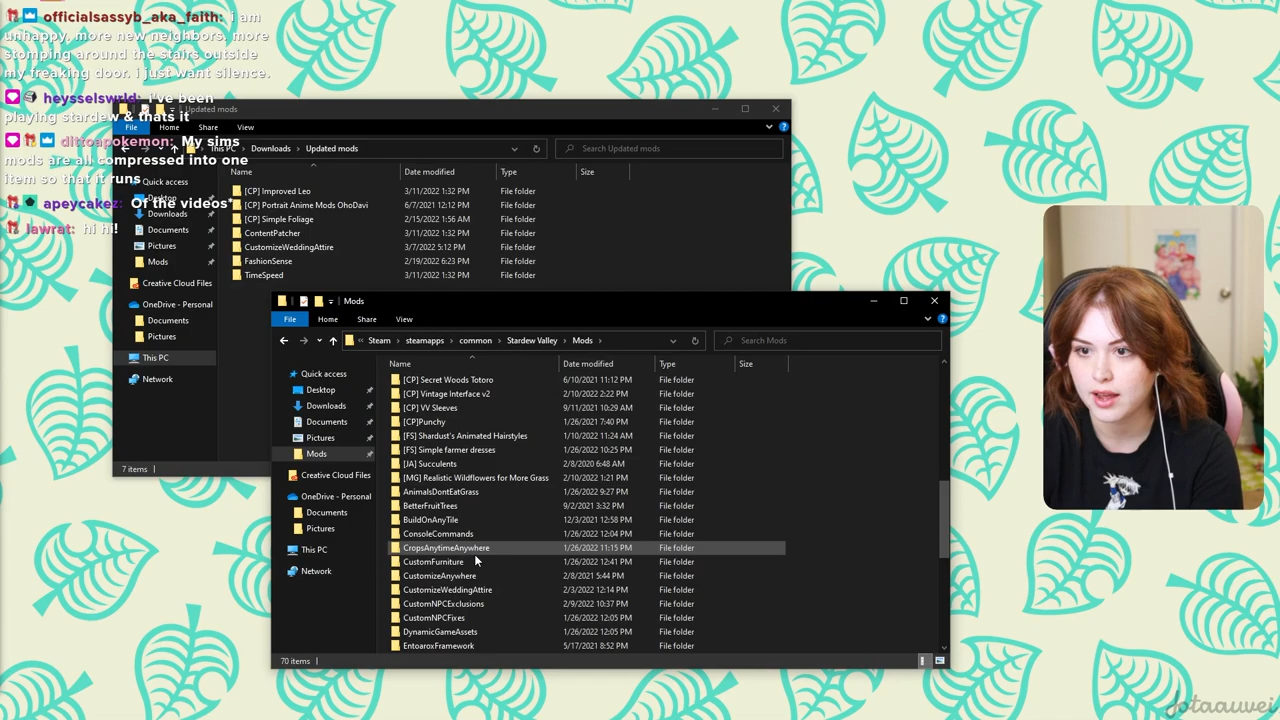 officialsassyb_aka_faith: i am
unhappy, more new neighbors, more
stomping around the stairs outside
my freaking door. i just want silence.
heysselswrld: i've been
playing stardew & thats it
dittoapokemon: My sims
mods are all compressed into one
item so that it runs
apeycakez: Or the videos*
lawrat: hi hi!
Updated mods
File Home Share View
This PC Downloads Updated mods
Search Updated mods
Name Date modified Type Size
Quick access
Desktop
Downloads
Documents
Pictures
Mods
Creative Cloud Files
OneDrive - Personal
Documents
Pictures
This PC
Network
[CP] Improved Leo 3/11/2022 1:32 PM File folder
[CP] Portrait Anime Mods OhoDavi 6/7/2021 12:12 PM File folder
[CP] Simple Foliage 2/15/2022 1:56 AM File folder
ContentPatcher 3/11/2022 1:32 PM File folder
CustomizeWeddingAttire 3/7/2022 5:12 PM File folder
FashionSense 2/19/2022 6:23 PM File folder
TimeSpeed 3/11/2022 1:32 PM File folder
7 items
Mods
File Home Share View
Steam steamapps common Stardew Valley Mods
Search Mods
Name Date modified Type Size
Quick access
Desktop
Downloads
Documents
Pictures
Mods
Creative Cloud Files
OneDrive - Personal
Documents
Pictures
This PC
Network
[CP] Secret Woods Totoro 6/10/2021 11:12 PM File folder
[CP] Vintage Interface v2 2/10/2022 2:22 PM File folder
[CP] VV Sleeves 9/11/2021 10:29 AM File folder
[CP]Punchy 1/26/2021 7:40 PM File folder
[FS] Shardust's Animated Hairstyles 1/10/2022 11:24 AM File folder
[FS] Simple farmer dresses 1/26/2022 10:25 PM File folder
[JA] Succulents 2/8/2020 6:48 AM File folder
[MG] Realistic Wildflowers for More Grass 2/10/2022 1:21 PM File folder
AnimalsDontEatGrass 1/26/2022 9:27 PM File folder
BetterFruitTrees 9/2/2021 3:32 PM File folder
BuildOnAnyTile 12/3/2021 12:58 PM File folder
ConsoleCommands 1/26/2022 12:04 PM File folder
CropsAnytimeAnywhere 1/26/2022 11:15 PM File folder
CustomFurniture 1/26/2022 12:41 PM File folder
CustomizeAnywhere 2/8/2021 5:44 PM File folder
CustomizeWeddingAttire 2/3/2022 12:14 PM File folder
CustomNPCExclusions 2/9/2022 10:37 PM File folder
CustomNPCFixes 1/26/2022 12:05 PM File folder
DynamicGameAssets 1/26/2022 12:05 PM File folder
EntoaroxFramework 5/17/2021 8:52 PM File folder
70 items
jotaauvei